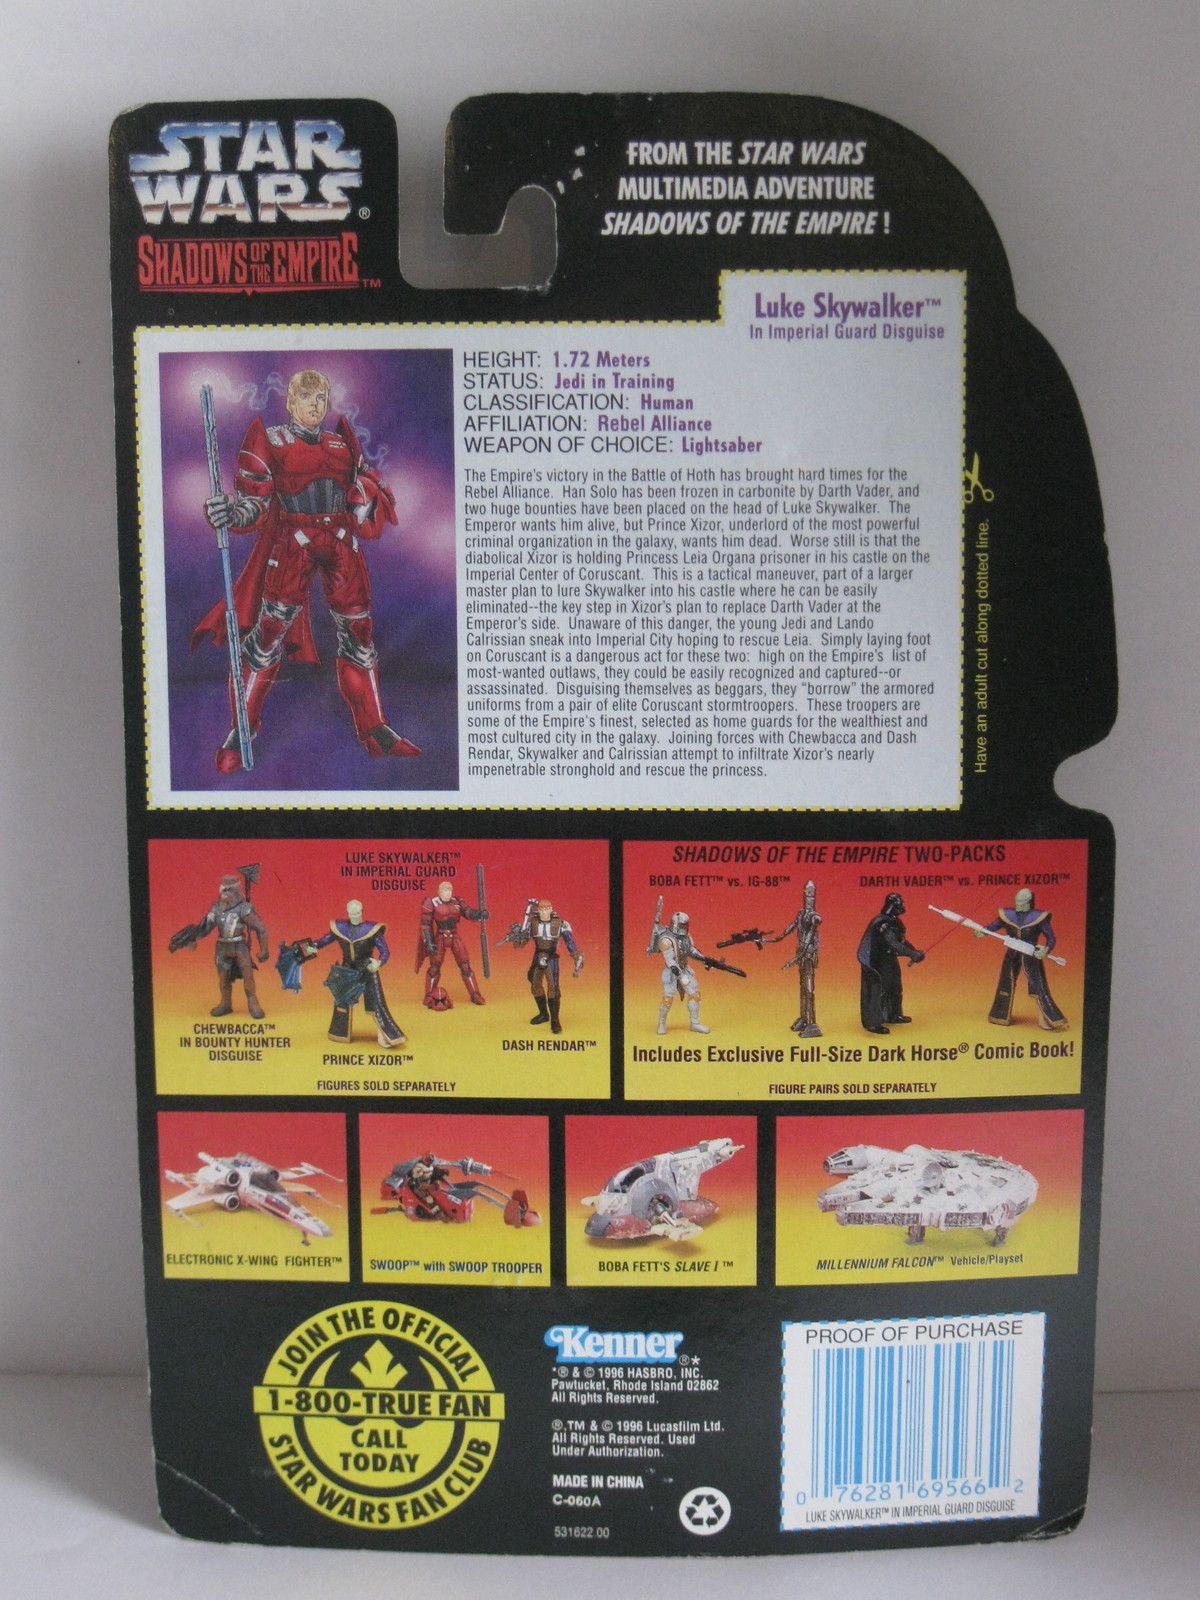 STAR
WARS®
SHADOWS OF THE EMPIRE™
FROM THE STAR WARS
MULTIMEDIA ADVENTURE
SHADOWS OF THE EMPIRE!
Luke Skywalker™
In Imperial Guard Disguise
HEIGHT: 1.72 Meters
STATUS: Jedi in Training
CLASSIFICATION: Human
AFFILIATION: Rebel Alliance
WEAPON OF CHOICE: Lightsaber
The Empire's victory in the Battle of Hoth has brought hard times for the
Rebel Alliance. Han Solo has been frozen in carbonite by Darth Vader, and
two huge bounties have been placed on the head of Luke Skywalker. The
Emperor wants him alive, but Prince Xizor, underlord of the most powerful
criminal organization in the galaxy, wants him dead. Worse still is that the
diabolical Xizor is holding Princess Leia Organa prisoner in his castle on the
Imperial Center of Coruscant. This is a tactical maneuver, part of a larger
master plan to lure Skywalker into his castle where he can be easily
eliminated--the key step in Xizor's plan to replace Darth Vader at the
Emperor's side. Unaware of this danger, the young Jedi and Lando
Calrissian sneak into Imperial City hoping to rescue Leia. Simply laying foot
on Coruscant is a dangerous act for these two: high on the Empire's list of
most-wanted outlaws, they could be easily recognized and captured--or
assassinated. Disguising themselves as beggars, they "borrow" the armored
uniforms from a pair of elite Coruscant stormtroopers. These troopers are
some of the Empire's finest, selected as home guards for the wealthiest and
most cultured city in the galaxy. Joining forces with Chewbacca and Dash
Rendar, Skywalker and Calrissian attempt to infiltrate Xizor's nearly
impenetrable stronghold and rescue the princess.
Have an adult cut along dotted line.
LUKE SKYWALKER™
IN IMPERIAL GUARD
DISGUISE
CHEWBACCA™
IN BOUNTY HUNTER
DISGUISE
PRINCE XIZOR™
DASH RENDAR™
FIGURES SOLD SEPARATELY
SHADOWS OF THE EMPIRE TWO-PACKS
BOBA FETT™ vs. IG-88™
DARTH VADER™ vs. PRINCE XIZOR™
Includes Exclusive Full-Size Dark Horse® Comic Book!
FIGURE PAIRS SOLD SEPARATELY
ELECTRONIC X-WING FIGHTER™
SWOOP™ with SWOOP TROOPER
BOBA FETT'S SLAVE I™
MILLENNIUM FALCON™ Vehicle/Playset
JOIN THE OFFICIAL
1-800-TRUE FAN
CALL
TODAY
STAR WARS FAN CLUB
Kenner®*
*® & © 1996 HASBRO, INC.
Pawtucket, Rhode Island 02862
All Rights Reserved.
®,TM & © 1996 Lucasfilm Ltd.
All Rights Reserved. Used
Under Authorization.
MADE IN CHINA
C-060A
531622.00
PROOF OF PURCHASE
0 76281 69566 2
LUKE SKYWALKER™ IN IMPERIAL GUARD DISGUISE